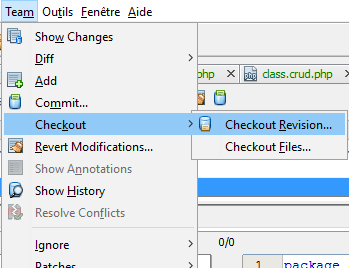 Team Outils Fenêtre Aide
Show Changes
Diff
Add
Commit...
Checkout
Revert Modifications...
Show Annotations
Show History
Resolve Conflicts
Ignore
Patches
.php class.crud.php
Checkout Revision...
Checkout Files...
0/0
1 package